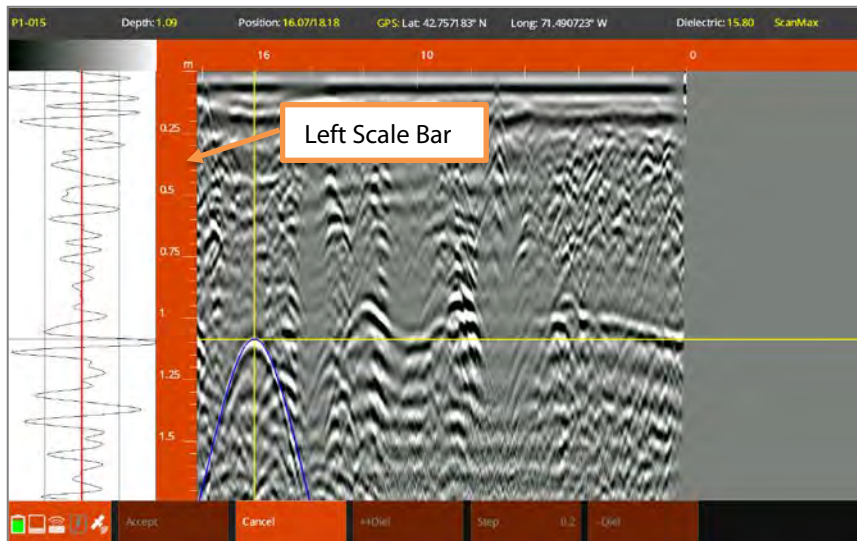 P1-015 Depth:1.09 Position: 16.07/18.18 GPS: Lat: 42.757183° N Long: 71.490723° W Dielectric: 15.80 ScanMax
m 16 10 0
0.25
Left Scale Bar
0.5
0.75
1.
1.25
1.5
Accept Cancel ++Diel Step 0.2 -Diel